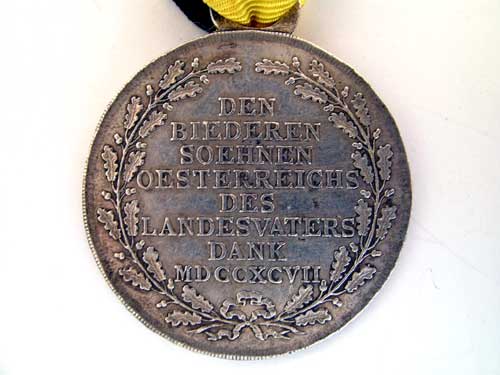 DEN
BIEDEREN
SOEHNEN
OESTERREICHS
DES
LANDESVATERS
DANK
MDCCXCVII